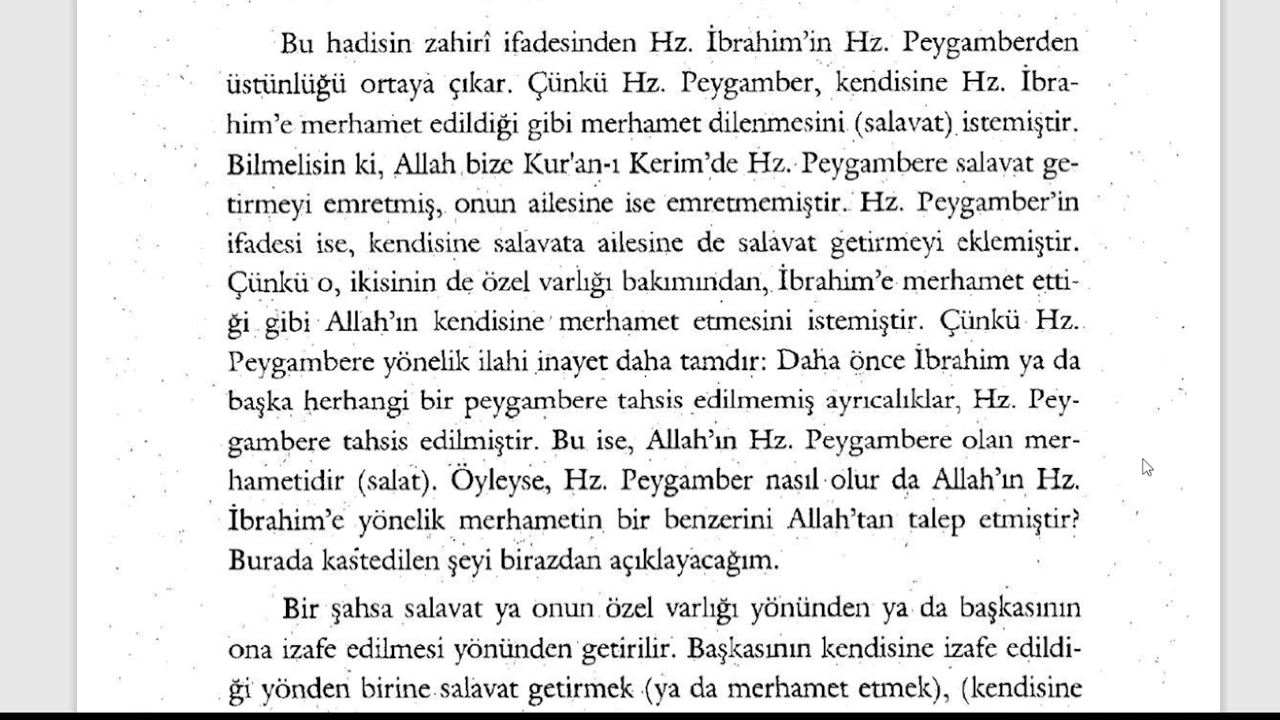 Bu hadisin zahirî ifadesinden Hz. İbrahim'in Hz. Peygamberden
üstünlüğü ortaya çıkar. Çünkü Hz. Peygamber, kendisine Hz. İbra-
him'e merhamet edildiği gibi merhamet dilenmesini (salavat) istemiştir.
Bilmelisin ki, Allah bize Kur'an-ı Kerim'de Hz. Peygambere salavat ge-
tirmeyi emretmiş, onun ailesine ise emretmemiştir. Hz. Peygamber'in
ifadesi ise, kendisine salavata ailesine de salavat getirmeyi eklemiştir.
Çünkü o, ikisinin de özel varlığı bakımından, İbrahim'e merhamet etti-
ği gibi Allah'ın kendisine merhamet etmesini istemiştir. Çünkü Hz.
Peygambere yönelik ilahi inayet daha tamdır: Daha önce İbrahim ya da
başka herhangi bir peygambere tahsis edilmemiş ayrıcalıklar, Hz. Pey-
gambere tahsis edilmiştir. Bu ise, Allah'ın Hz. Peygambere olan mer-
hametidir (salat). Öyleyse, Hz. Peygamber nasıl olur da Allah'ın Hz.
İbrahim'e yönelik merhametin bir benzerini Allah'tan talep etmiştir?
Burada kastedilen şeyi birazdan açıklayacağım.
Bir şahsa salavat ya onun özel varlığı yönünden ya da başkasının
ona izafe edilmesi yönünden getirilir. Başkasının kendisine izafe edildi-
ği yönden birine salavat getirmek (ya da merhamet etmek), (kendisine